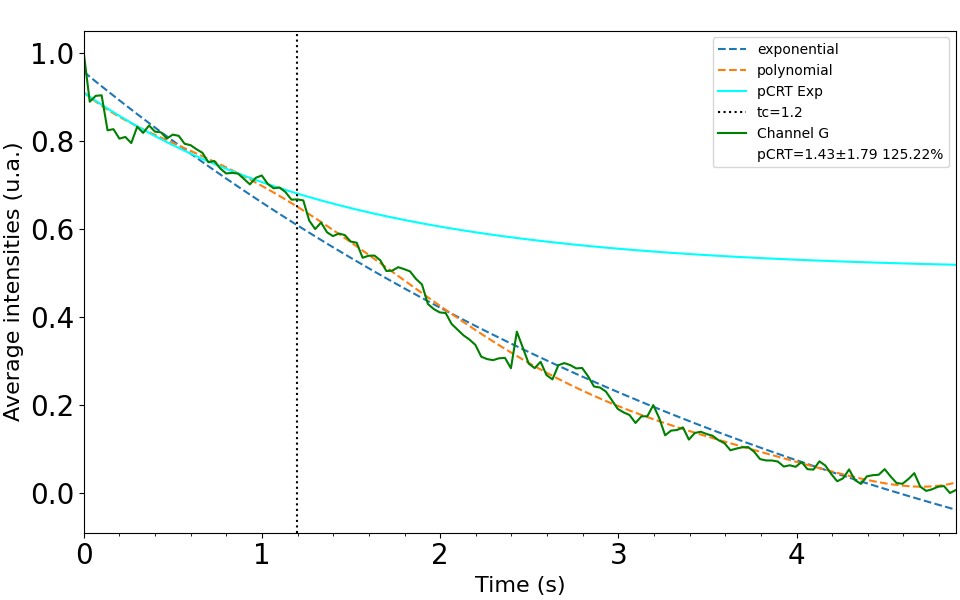 exponential
polynomial
pCRT Exp
tc=1.2
Channel G
pCRT=1.43±1.79 125.22%
Average intensities (u.a.)
1.0
0.8
0.6
0.4
0.2
0.0
0 1 2 3 4
Time (s)